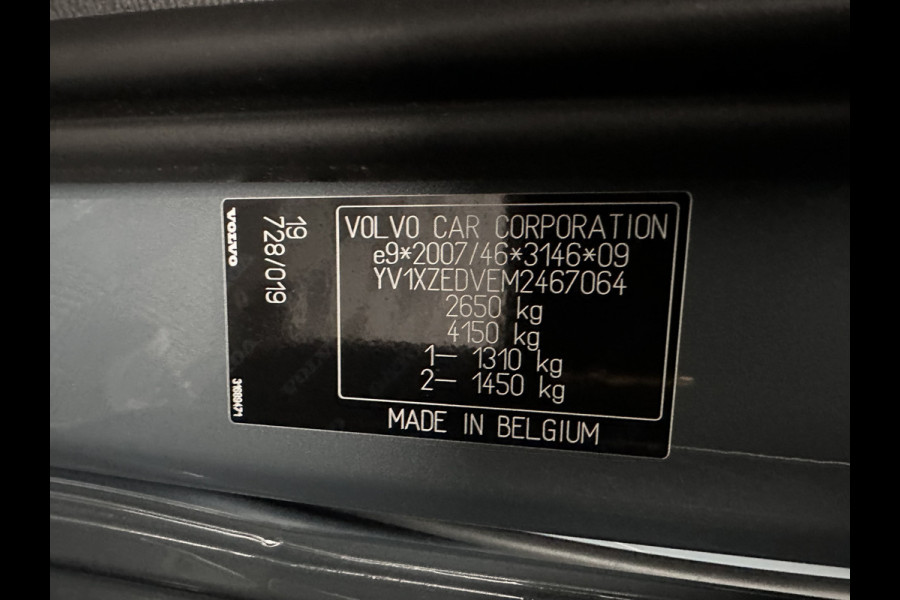 VOLVO
19
728/019
31889471
VOLVO CAR CORPORATION
e9*2007/46*3146*09
YV1XZEDVEM2467064
2650 kg
4150 kg
1– 1310 kg
2– 1450 kg
MADE IN BELGIUM